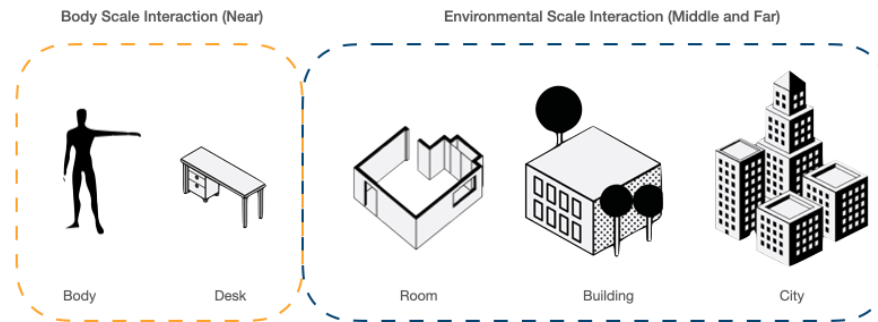 Body Scale Interaction (Near)
Environmental Scale Interaction (Middle and Far)
Body
Desk
Room
Building
City